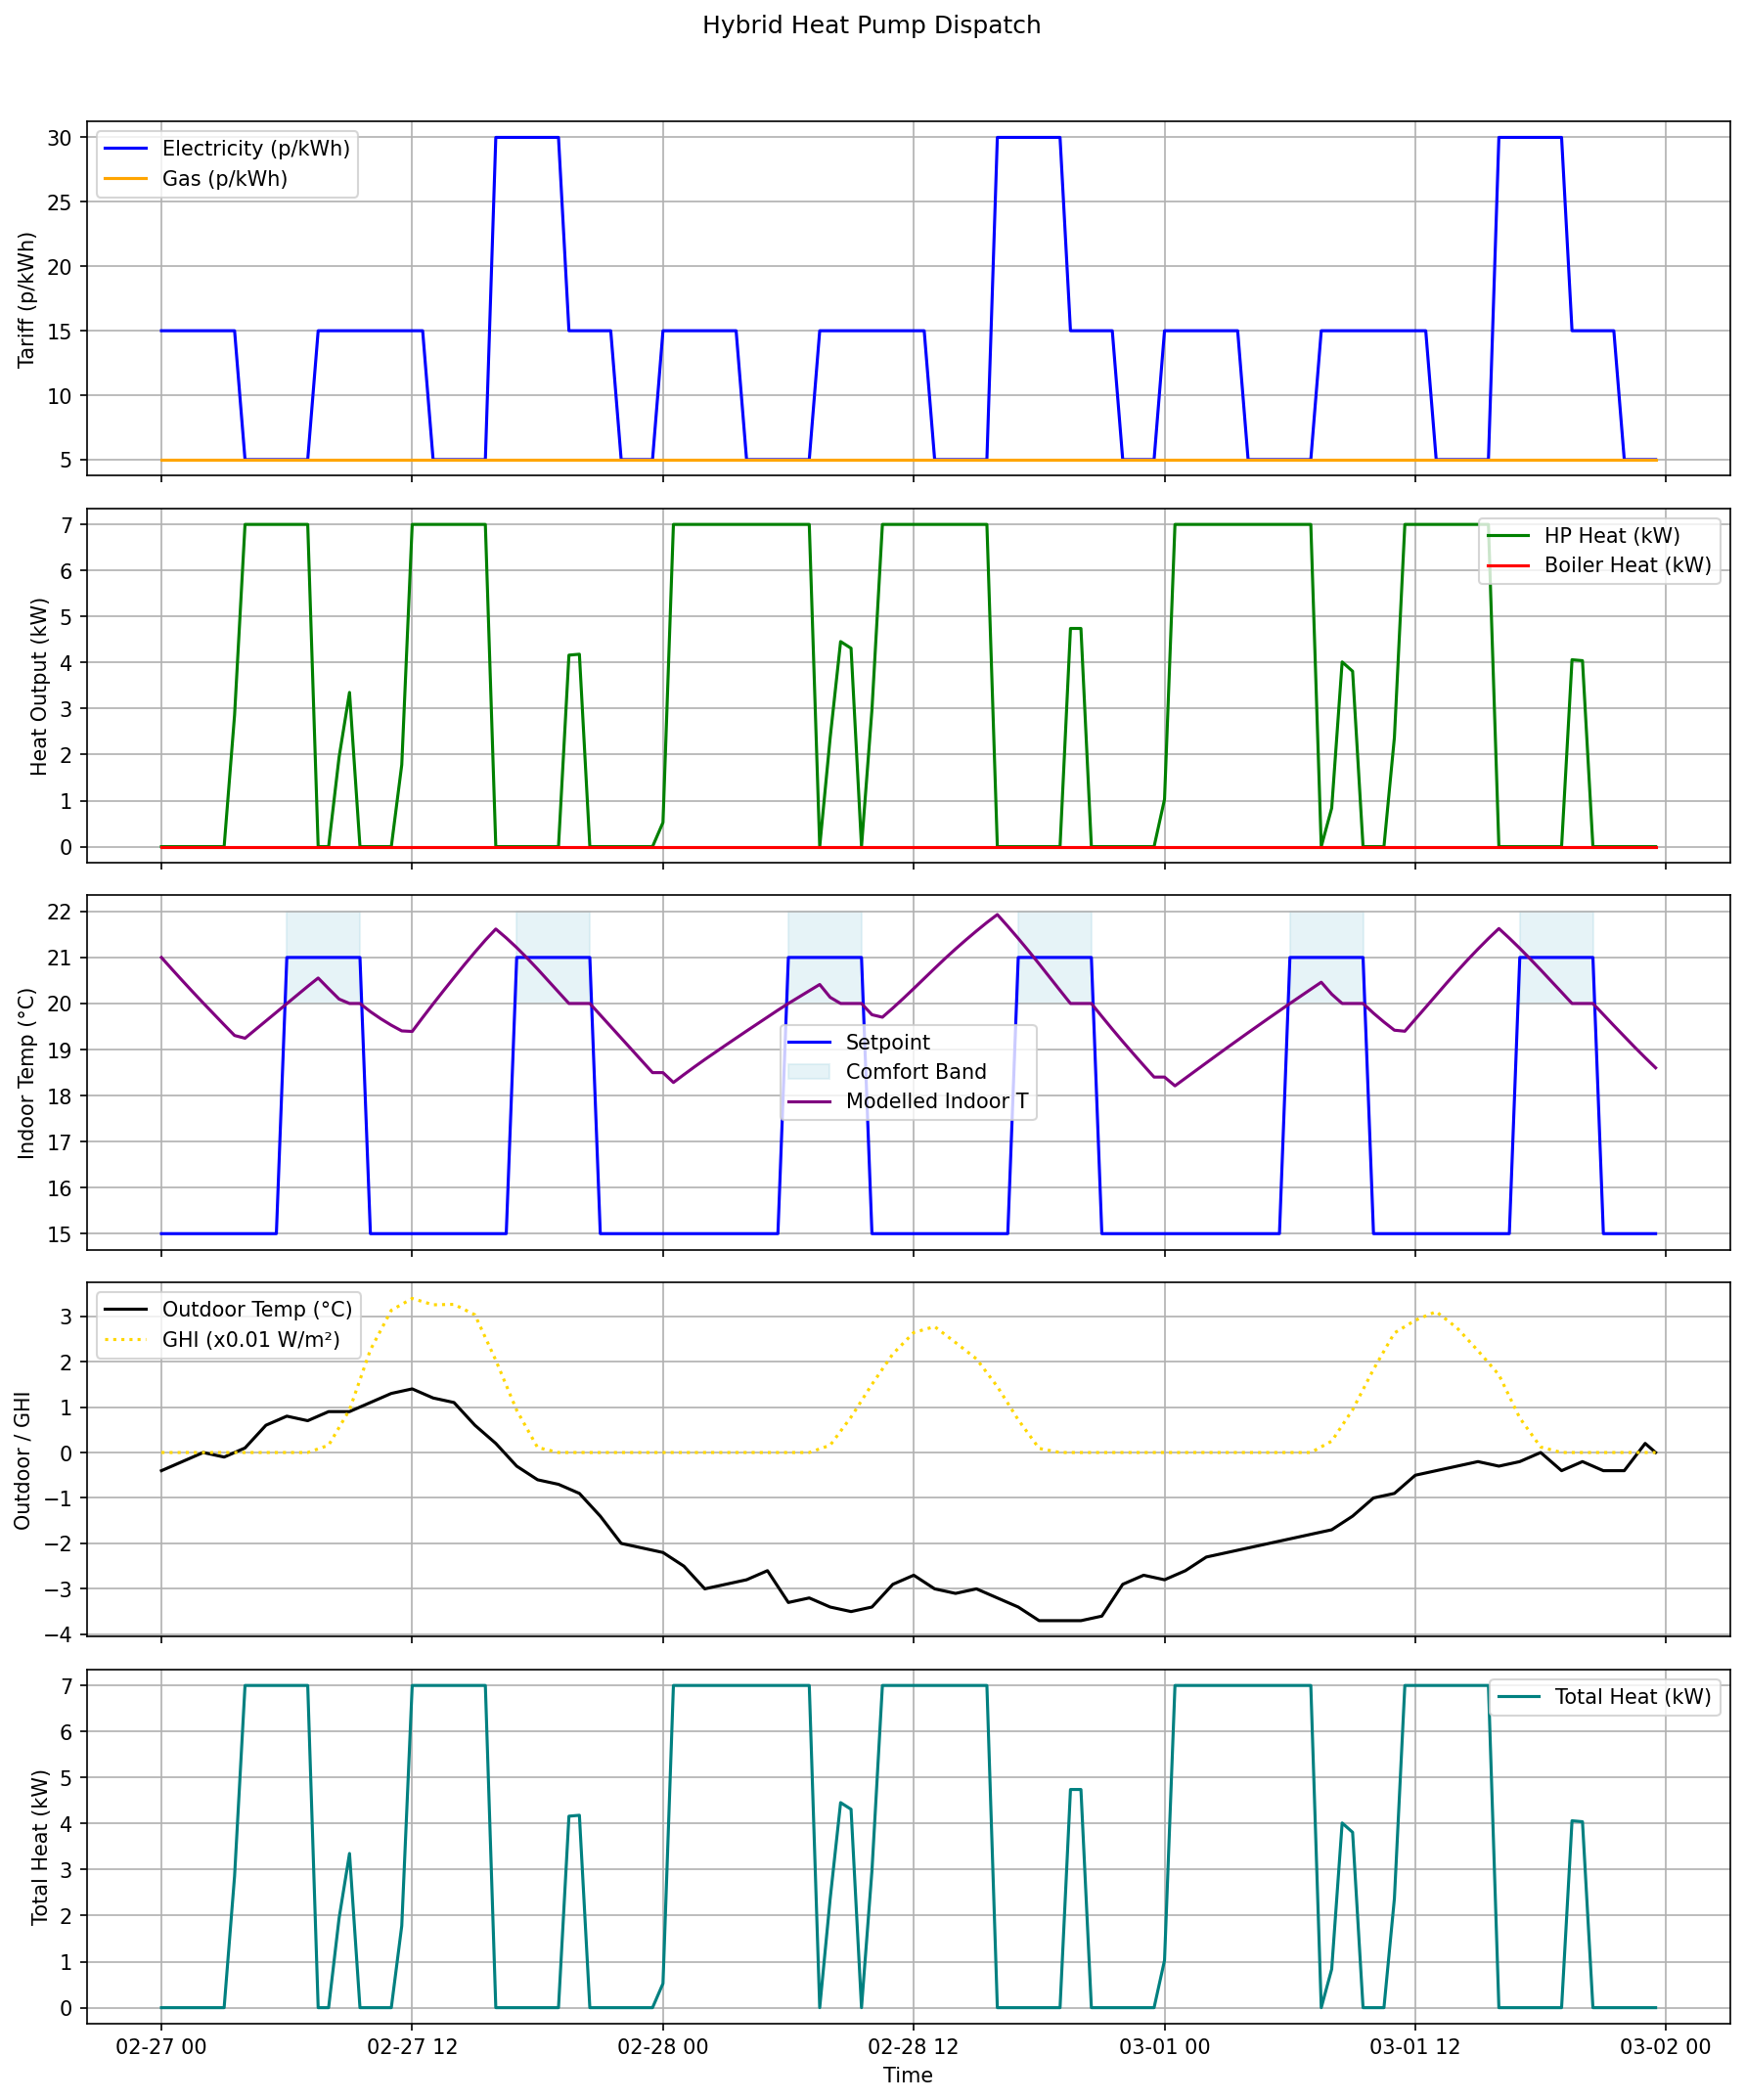 Hybrid Heat Pump Dispatch
Tariff (p/kWh)
30
25
20
15
10
5
Electricity (p/kWh)
Gas (p/kWh)
Heat Output (kW)
7
6
5
4
3
2
1
0
HP Heat (kW)
Boiler Heat (kW)
Indoor Temp (°C)
22
21
20
19
18
17
16
15
Setpoint
Comfort Band
Modelled Indoor T
Outdoor / GHI
3
2
1
0
−1
−2
−3
−4
Outdoor Temp (°C)
GHI (x0.01 W/m²)
Total Heat (kW)
7
6
5
4
3
2
1
0
Total Heat (kW)
02-27 00
02-27 12
02-28 00
02-28 12
03-01 00
03-01 12
03-02 00
Time